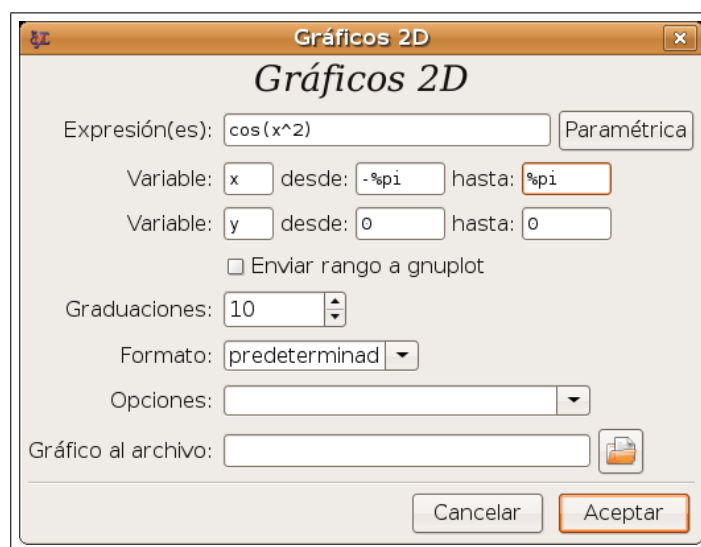 Gráficos 2D
Gráficos 2D
Expresión(es): cos(x^2) Paramétrica
Variable: x desde: -%pi hasta: %pi
Variable: y desde: 0 hasta: 0
Enviar rango a gnuplot
Graduaciones: 10
Formato: predeterminad
Opciones:
Gráfico al archivo:
Cancelar Aceptar